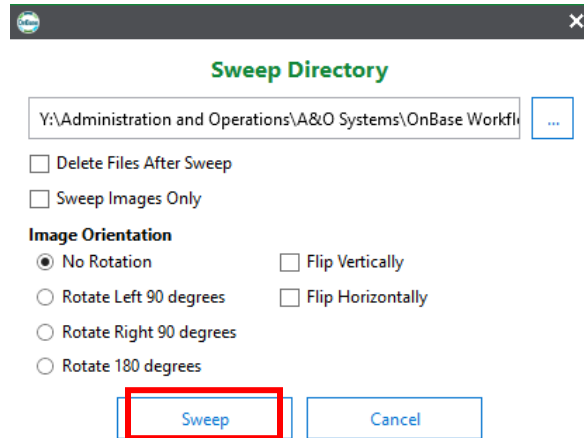 OnBase
Sweep Directory
Y:\Administration and Operations\A&O Systems\OnBase Workfl
...
Delete Files After Sweep
Sweep Images Only
Image Orientation
No Rotation Flip Vertically
Rotate Left 90 degrees Flip Horizontally
Rotate Right 90 degrees
Rotate 180 degrees
Sweep Cancel